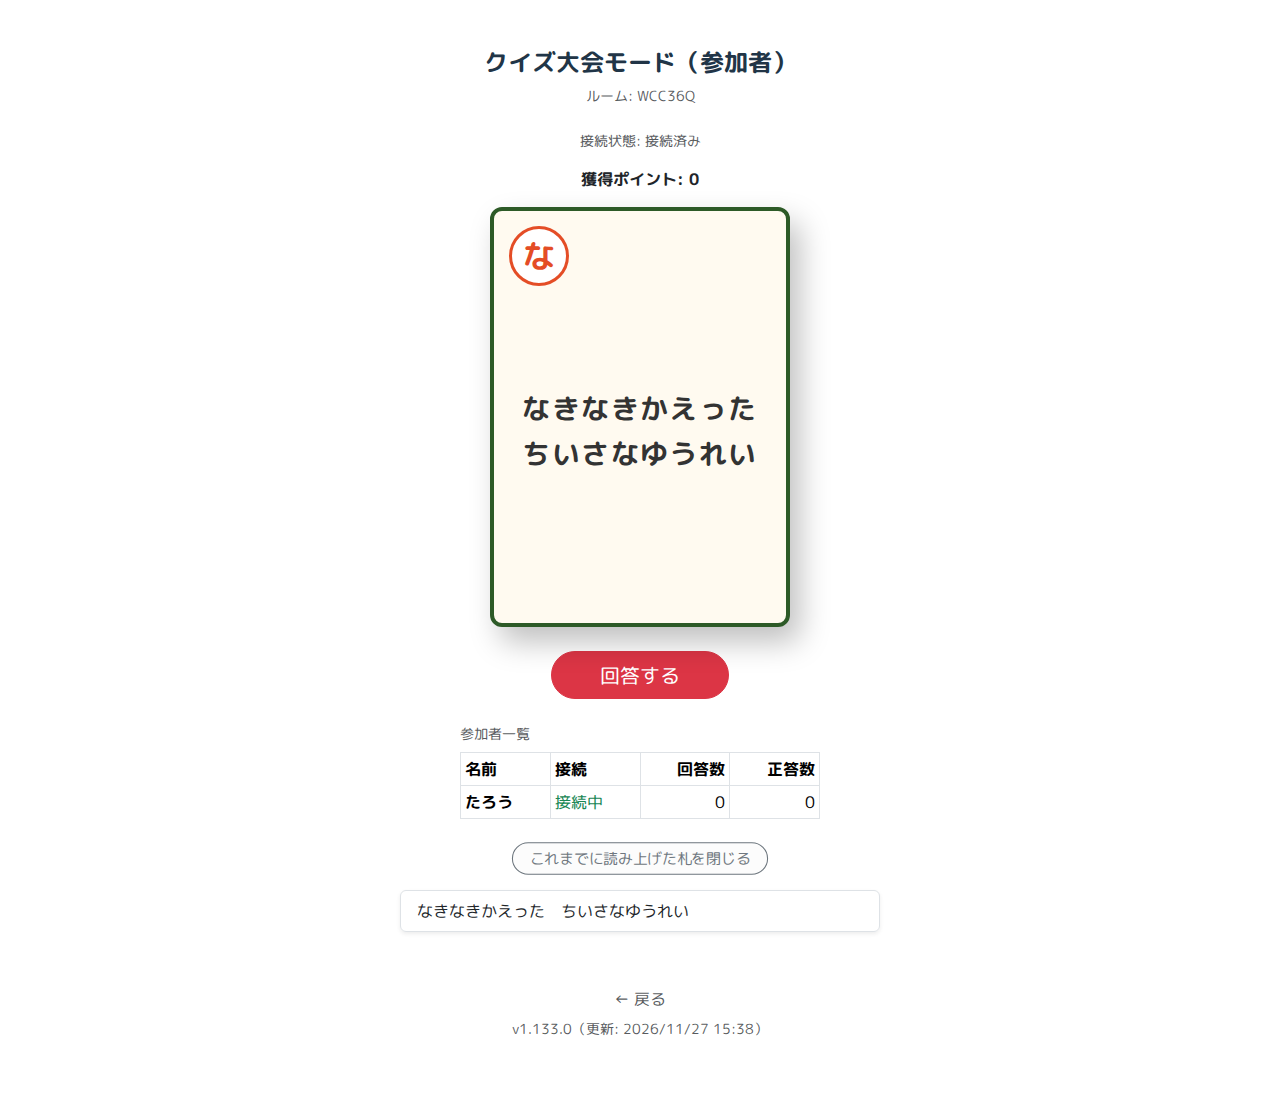 クイズ大会モード（参加者）
ルーム: WCC36Q
接続状態: 接続済み
獲得ポイント: 0
な
なきなきかえった
ちいさなゆうれい
回答する
参加者一覧
名前 接続 回答数 正答数
たろう 接続中 0 0
これまでに読み上げた札を閉じる
なきなきかえった　ちいさなゆうれい
← 戻る
v1.133.0（更新: 2026/11/27 15:38）